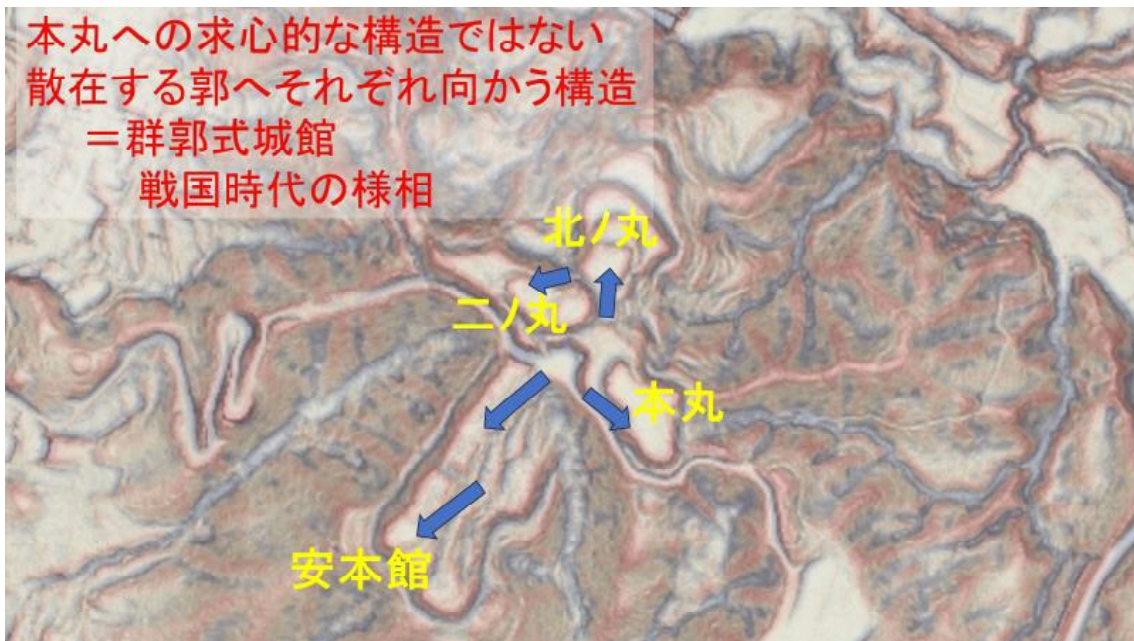 本丸への求心的な構造ではない
散在する郭へそれぞれ向かう構造
＝群郭式城館
戦国時代の様相
北ノ丸
二ノ丸
本丸
安本館